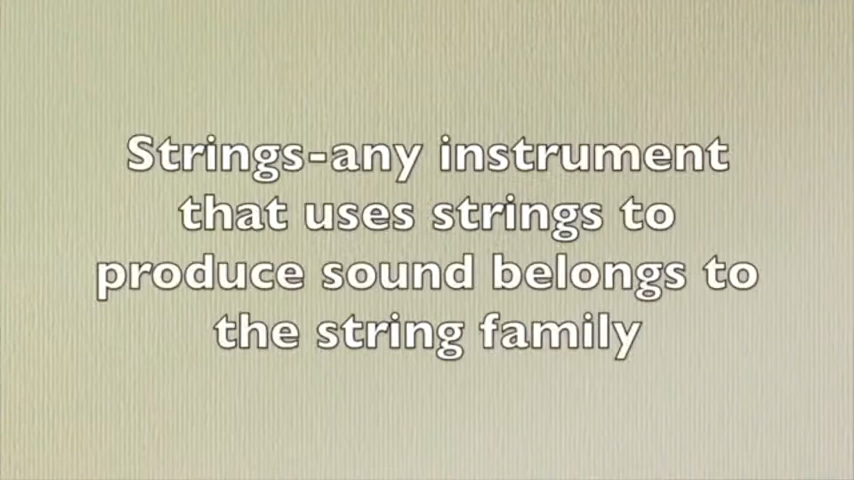 Strings-any instrument
that uses strings to
produce sound belongs to
the string family